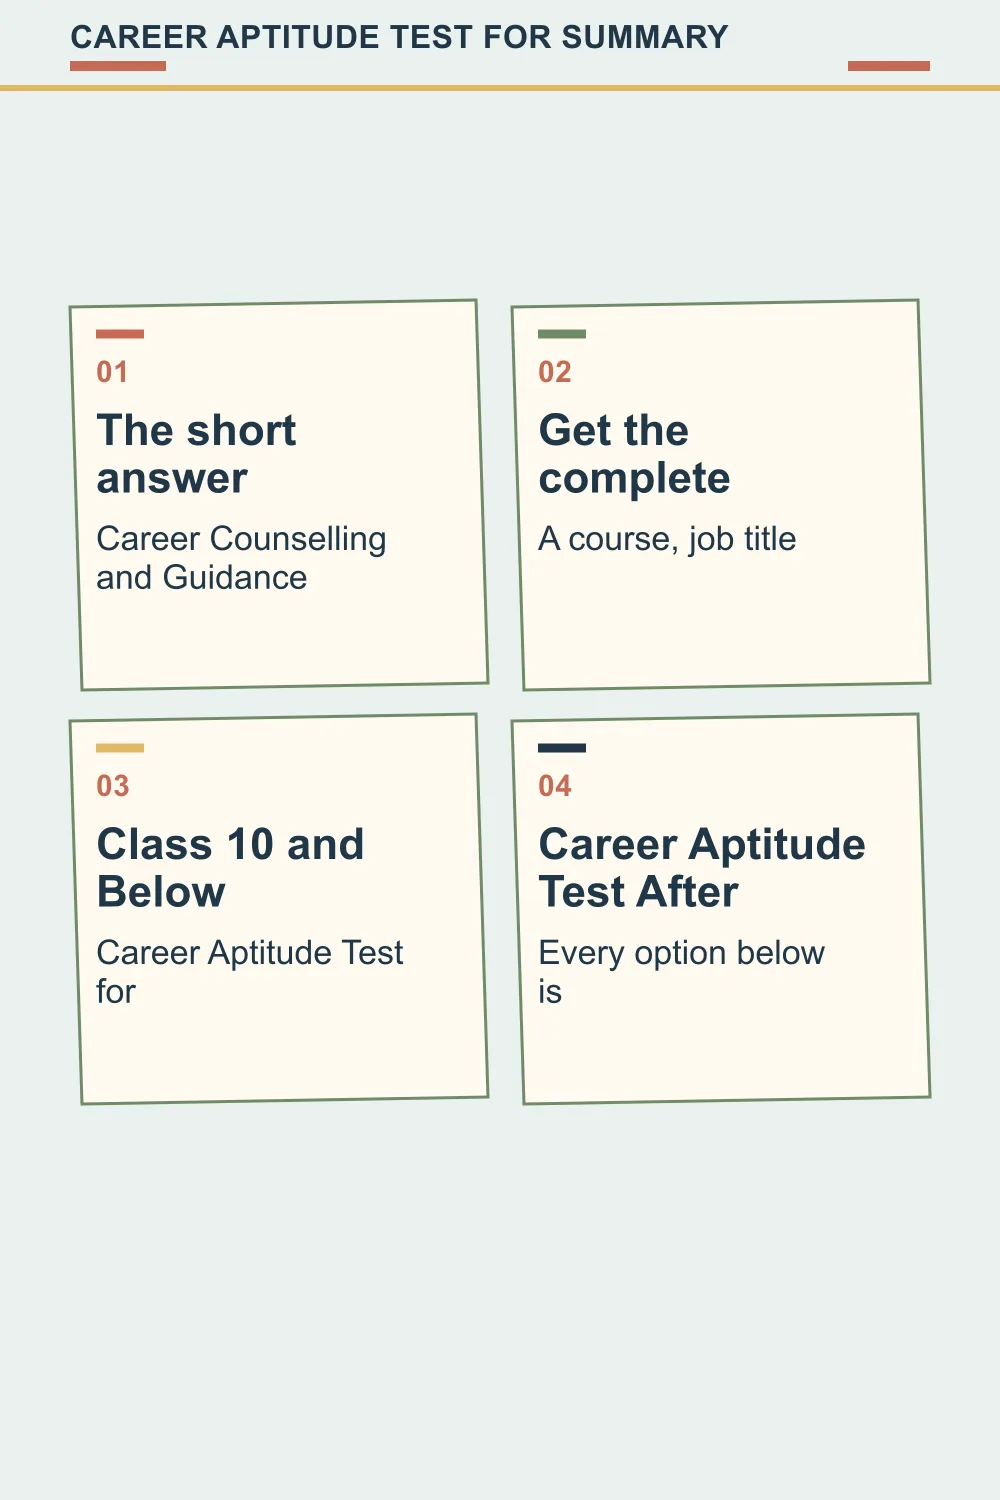 CAREER APTITUDE TEST FOR SUMMARY
01
The short
answer
Career Counselling
and Guidance
02
Get the
complete
A course, job title
03
Class 10 and
Below
Career Aptitude Test
for
04
Career Aptitude
Test After
Every option below
is